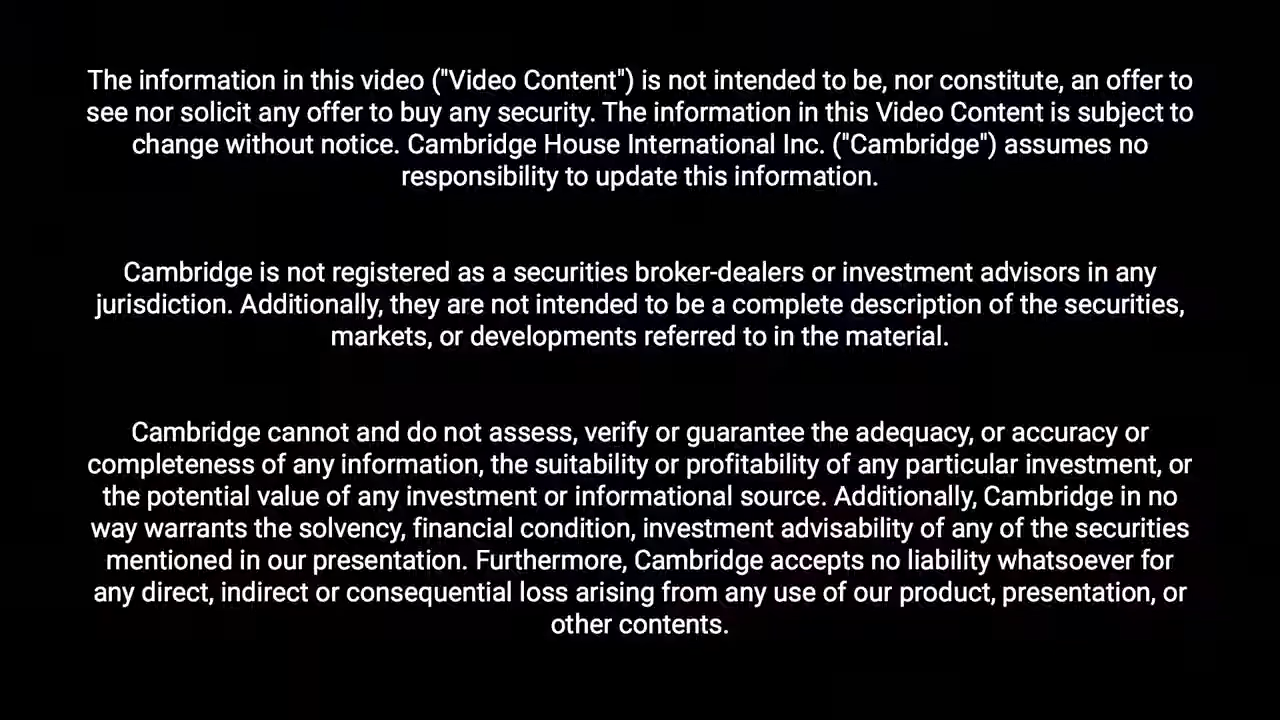 The information in this video ("Video Content") is not intended to be, nor constitute, an offer to
see nor solicit any offer to buy any security. The information in this Video Content is subject to
change without notice. Cambridge House International Inc. ("Cambridge") assumes no
responsibility to update this information.
Cambridge is not registered as a securities broker-dealers or investment advisors in any
jurisdiction. Additionally, they are not intended to be a complete description of the securities,
markets, or developments referred to in the material.
Cambridge cannot and do not assess, verify or guarantee the adequacy, or accuracy or
completeness of any information, the suitability or profitability of any particular investment, or
the potential value of any investment or informational source. Additionally, Cambridge in no
way warrants the solvency, financial condition, investment advisability of any of the securities
mentioned in our presentation. Furthermore, Cambridge accepts no liability whatsoever for
any direct, indirect or consequential loss arising from any use of our product, presentation, or
other contents.